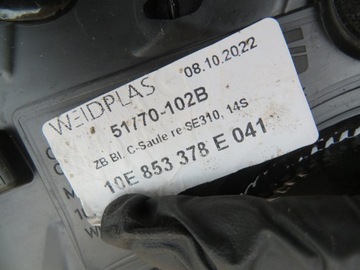 WEIDPLAS 08.10.2022
51770-102B
ZB Bl. C-Saule re-SE310, 14S
10E 853 378 E 041